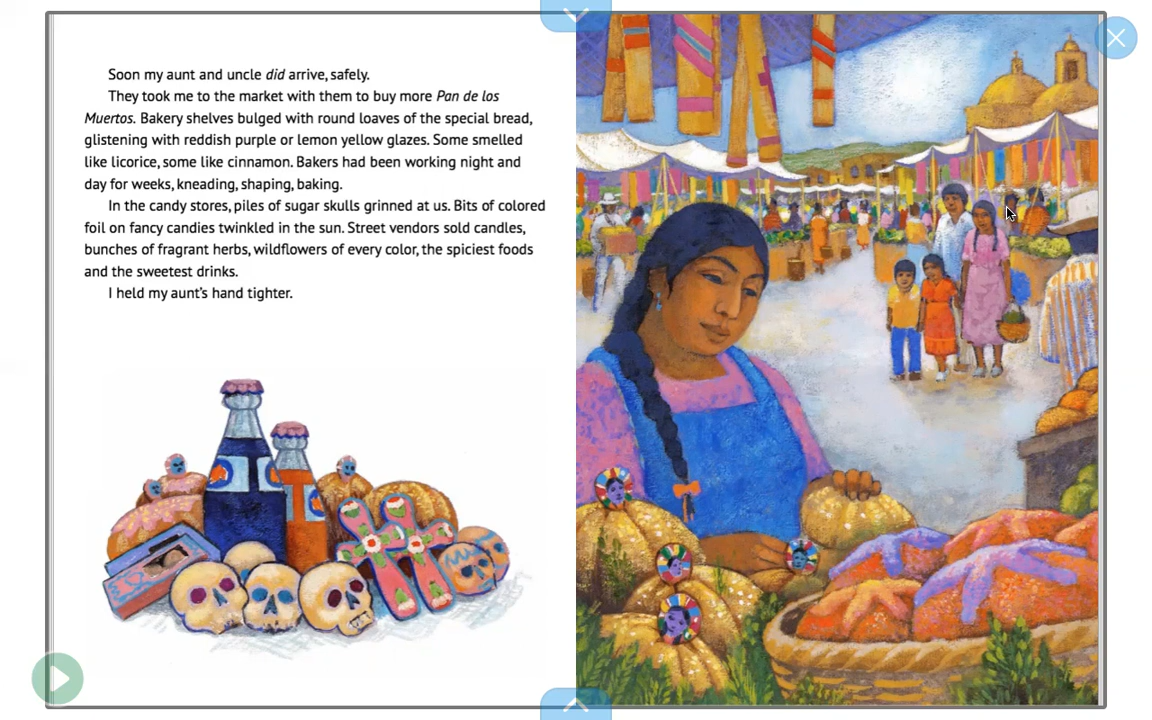 Soon my aunt and uncle did arrive, safely.
They took me to the market with them to buy more Pan de los
Muertos. Bakery shelves bulged with round loaves of the special bread,
glistening with reddish purple or lemon yellow glazes. Some smelled
like licorice, some like cinnamon. Bakers had been working night and
day for weeks, kneading, shaping, baking.
In the candy stores, piles of sugar skulls grinned at us. Bits of colored
foil on fancy candies twinkled in the sun. Street vendors sold candles,
bunches of fragrant herbs, wildflowers of every color, the spiciest foods
and the sweetest drinks.
I held my aunt's hand tighter.